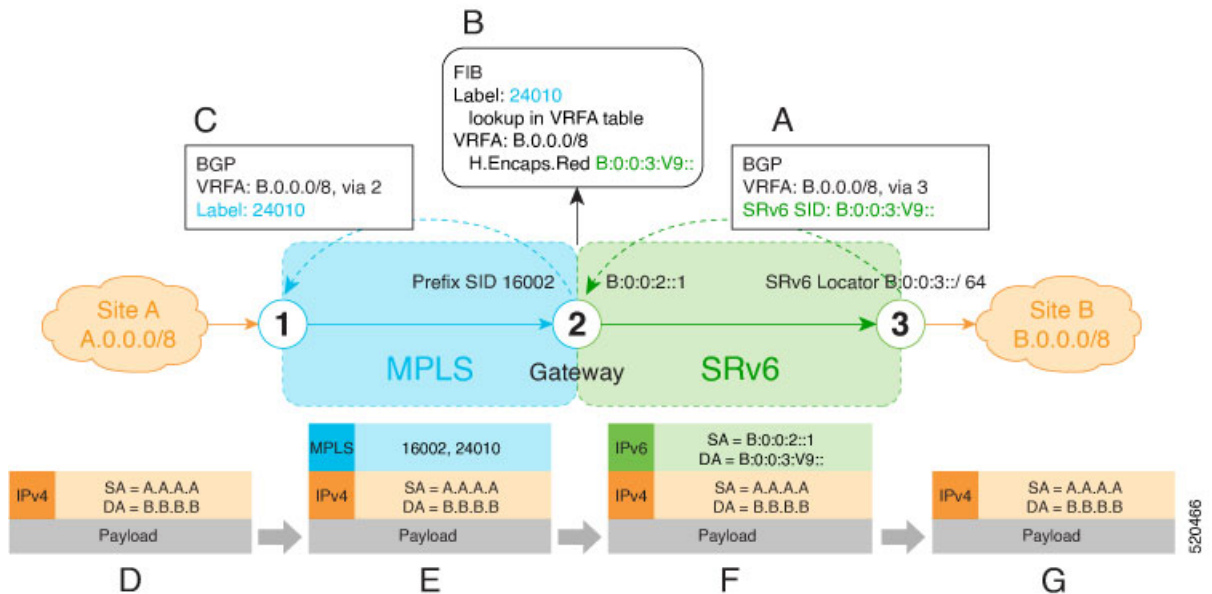 B
FIB
Label: 24010
lookup in VRFA table
VRFA: B.0.0.0/8
H.Encaps.Red B:0:0:3:V9::
C
BGP
VRFA: B.0.0.0/8, via 2
Label: 24010
A
BGP
VRFA: B.0.0.0/8, via 3
SRv6 SID: B:0:0:3:V9::
Prefix SID 16002
B:0:0:2::1
SRv6 Locator B:0:0:3::/ 64
Site A
A.0.0.0/8
1
2
3
Site B
B.0.0.0/8
MPLS
Gateway
SRv6
IPv4
SA = A.A.A.A
DA = B.B.B.B
Payload
D
MPLS
16002, 24010
IPv4
SA = A.A.A.A
DA = B.B.B.B
Payload
E
IPv6
SA = B:0:0:2::1
DA = B:0:0:3:V9::
IPv4
SA = A.A.A.A
DA = B.B.B.B
Payload
F
IPv4
SA = A.A.A.A
DA = B.B.B.B
Payload
G
520466